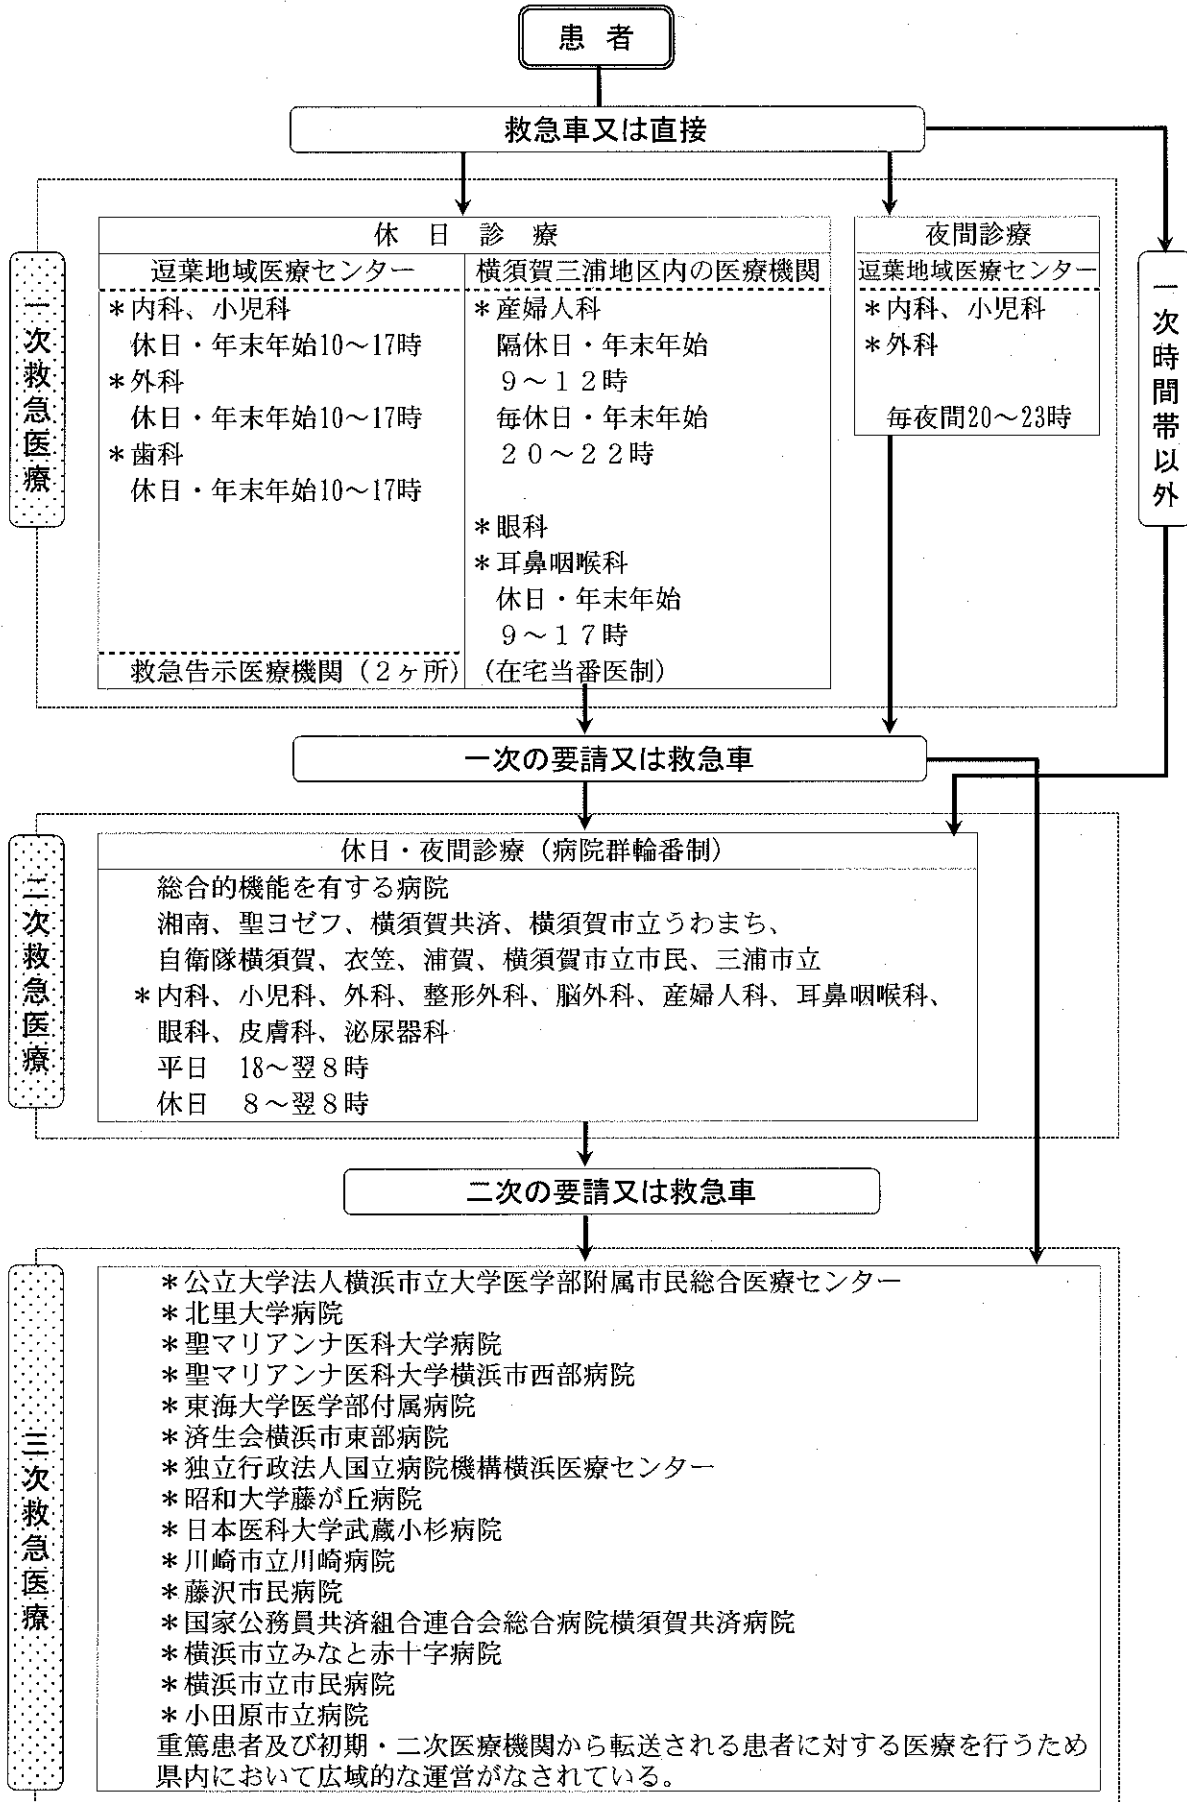 患 者
救急車又は直接
一次救急医療
休 日 診 療
逗葉地域医療センター
＊内科、小児科
休日・年末年始10～17時
＊外科
休日・年末年始10～17時
＊歯科
休日・年末年始10～17時
救急告示医療機関（2ヶ所）
横須賀三浦地区内の医療機関
＊産婦人科
隔休日・年末年始
９～１２時
毎休日・年末年始
２０～２２時
＊眼科
＊耳鼻咽喉科
休日・年末年始
９～１７時
（在宅当番医制）
夜間診療
逗葉地域医療センター
＊内科、小児科
＊外科
毎夜間20～23時
一次時間帯以外
一次の要請又は救急車
二次救急医療
休日・夜間診療（病院群輪番制）
総合的機能を有する病院
湘南、聖ヨゼフ、横須賀共済、横須賀市立うわまち、
自衛隊横須賀、衣笠、浦賀、横須賀市立市民、三浦市立
＊内科、小児科、外科、整形外科、脳外科、産婦人科、耳鼻咽喉科、
眼科、皮膚科、泌尿器科
平日　18～翌８時
休日　８～翌８時
二次の要請又は救急車
三次救急医療
＊公立大学法人横浜市立大学医学部附属市民総合医療センター
＊北里大学病院
＊聖マリアンナ医科大学病院
＊聖マリアンナ医科大学横浜市西部病院
＊東海大学医学部付属病院
＊済生会横浜市東部病院
＊独立行政法人国立病院機構横浜医療センター
＊昭和大学藤が丘病院
＊日本医科大学武蔵小杉病院
＊川崎市立川崎病院
＊藤沢市民病院
＊国家公務員共済組合連合会総合病院横須賀共済病院
＊横浜市立みなと赤十字病院
＊横浜市立市民病院
＊小田原市立病院
重篤患者及び初期・二次医療機関から転送される患者に対する医療を行うため
県内において広域的な運営がなされている。